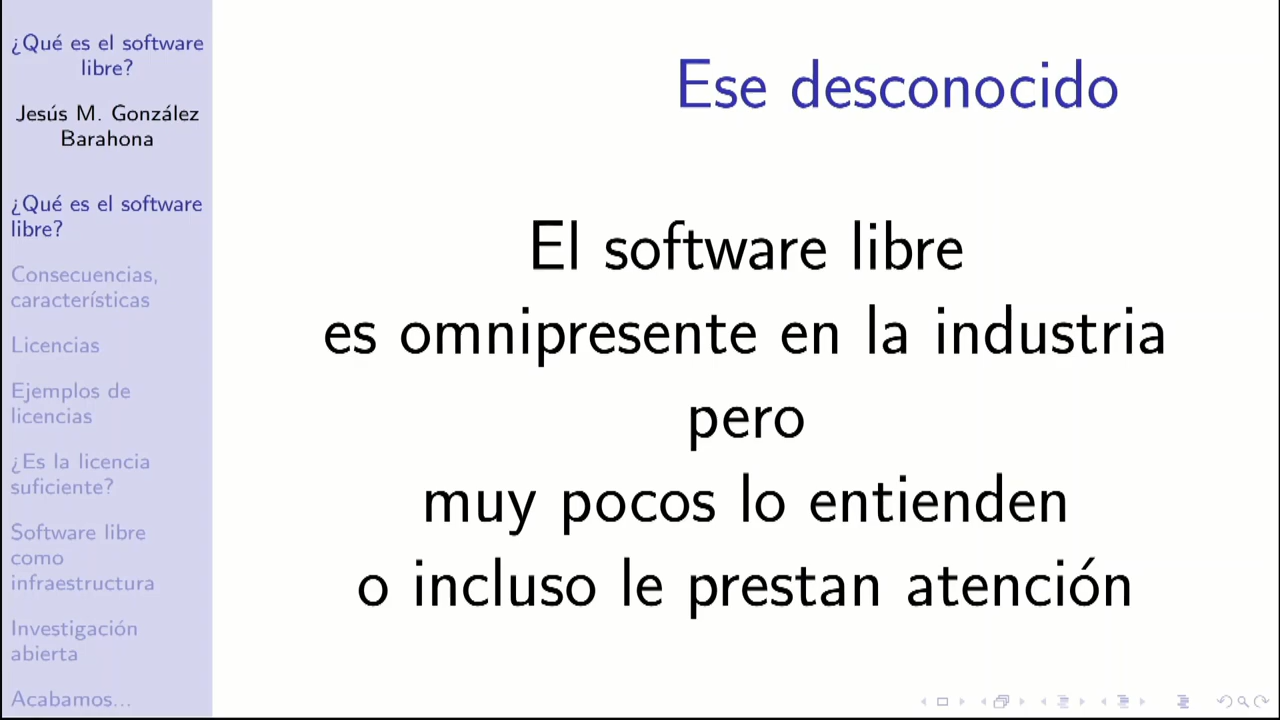 ¿Qué es el software
libre?
Jesús M. González
Barahona
¿Qué es el software
libre?
Consecuencias,
características
Licencias
Ejemplos de
licencias
¿Es la licencia
suficiente?
Software libre
como
infraestructura
Investigación
abierta
Acabamos...
Ese desconocido
El software libre
es omnipresente en la industria
pero
muy pocos lo entienden
o incluso le prestan atención